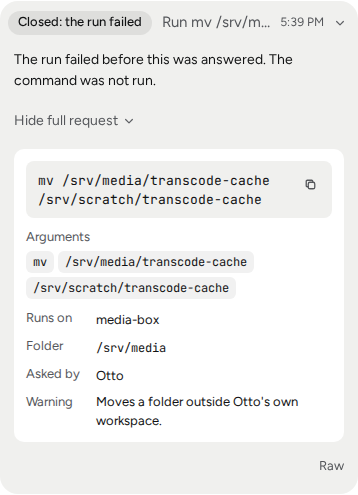 Closed: the run failed Run mv /srv/m... 5:39 PM
The run failed before this was answered. The
command was not run.
Hide full request
mv /srv/media/transcode-cache
/srv/scratch/transcode-cache
Arguments
mv /srv/media/transcode-cache
/srv/scratch/transcode-cache
Runs on media-box
Folder /srv/media
Asked by Otto
Warning Moves a folder outside Otto's own
workspace.
Raw